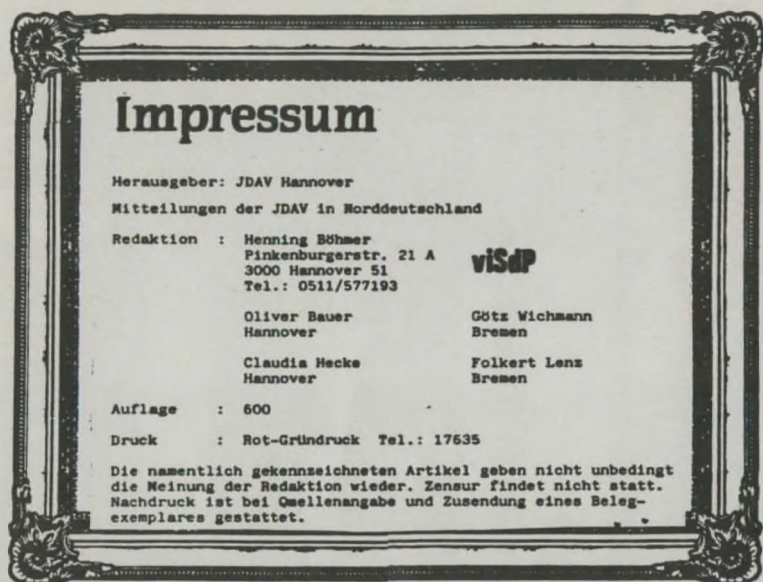 Impressum
Herausgeber: JDAV Hannover
Mitteilungen der JDAV in Norddeutschland
Redaktion : Henning Böhmer
Pinkenburgerstr. 21 A
3000 Hannover 51
Tel.: 0511/577193
viSdP
Oliver Bauer Götz Wichmann
Hannover Bremen
Claudia Hecke Folkert Lenz
Hannover Bremen
Auflage : 600
Druck : Rot-Gründruck Tel.: 17635
Die namentlich gekennzeichneten Artikel geben nicht unbedingt
die Meinung der Redaktion wieder. Zensur findet nicht statt.
Nachdruck ist bei Quellenangabe und Zusendung eines Beleg-
exemplares gestattet.